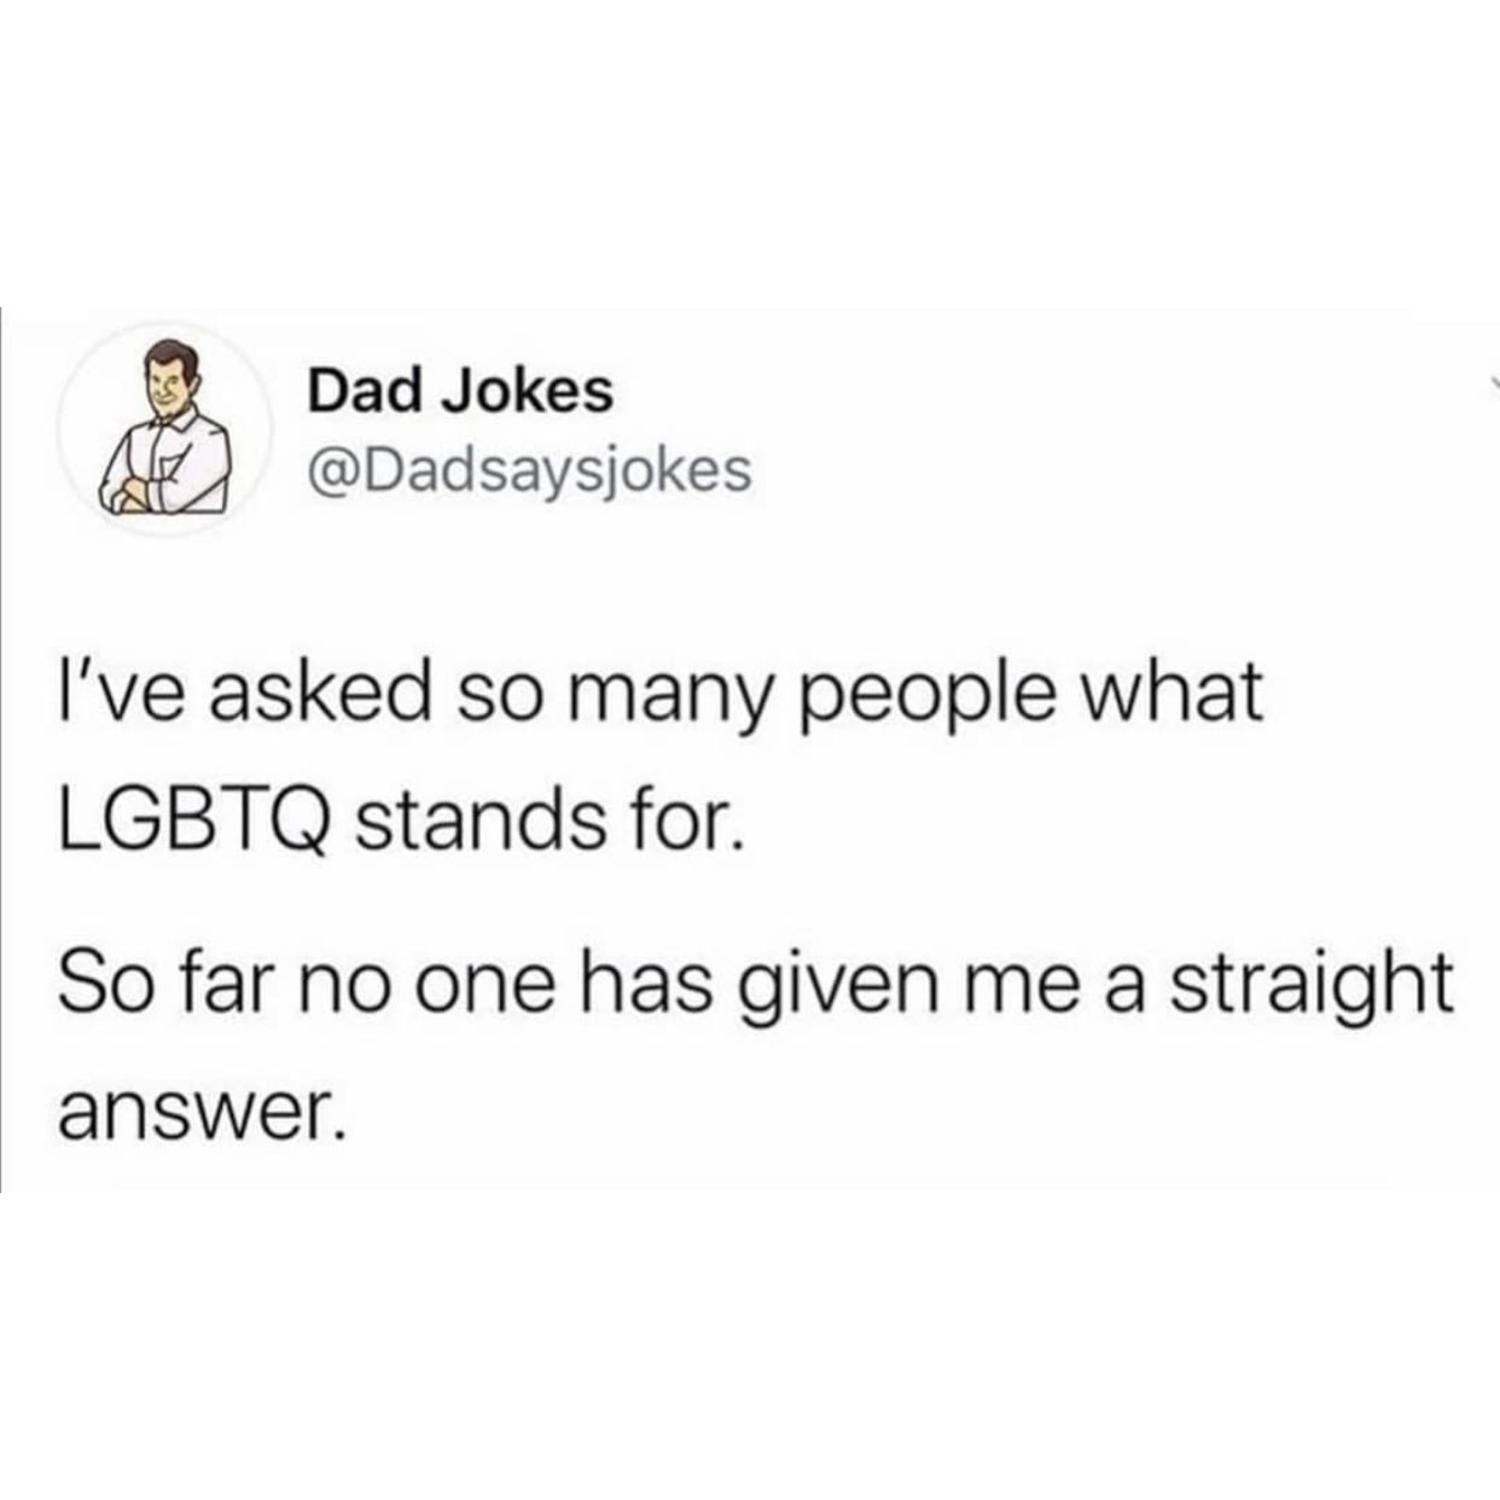 Dad Jokes
@Dadsaysjokes
I've asked so many people what
LGBTQ stands for.
So far no one has given me a straight
answer.